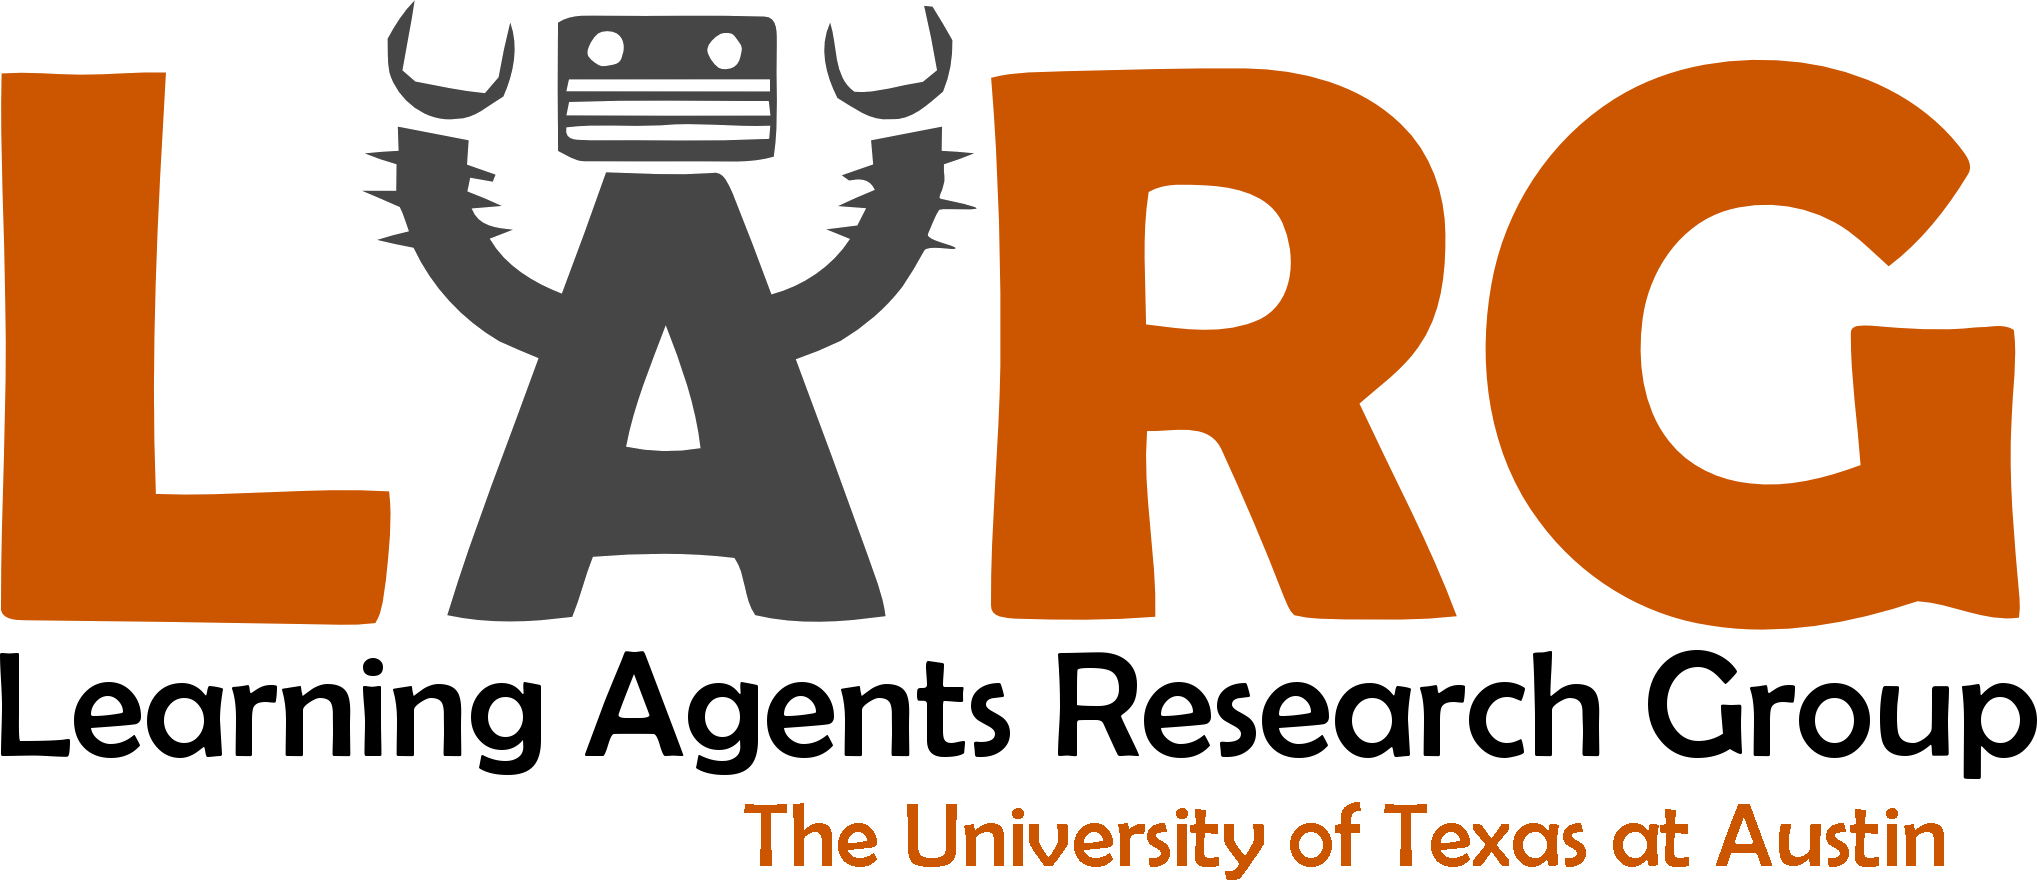 LARG
Learning Agents Research Group
The University of Texas at Austin